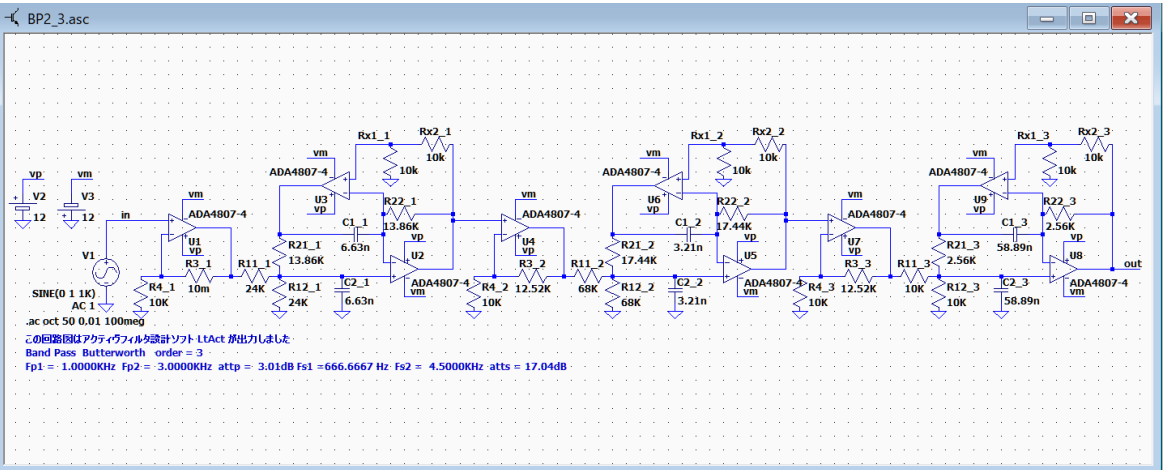 BP2_3.asc
Rx1_1
Rx2_1
10k
10k
Rx1_2
Rx2_2
10k
10k
Rx1_3
Rx2_3
10k
10k
vm
ADA4807-4
U3
vp
vm
ADA4807-4
U6
vp
vm
ADA4807-4
U9
vp
vp
V2
12
vm
V3
12
in
vm
ADA4807-4
U1
vp
R22_1
13.86K
C1_1
6.63n
vm
ADA4807-4
U4
vp
R22_2
17.44K
C1_2
3.21n
vm
ADA4807-4
U7
vp
R22_3
2.56K
C1_3
58.89n
V1
SINE(0 1 1K)
AC 1
R4_1
10K
R3_1
10m
R11_1
24K
R21_1
13.86K
R12_1
24K
C2_1
6.63n
vp
U2
ADA4807-4
vm
R4_2
10K
R3_2
12.52K
R11_2
68K
R21_2
17.44K
R12_2
68K
C2_2
3.21n
vp
U5
ADA4807-4
vm
R4_3
10K
R3_3
12.52K
R11_3
10K
R21_3
2.56K
R12_3
10K
C2_3
58.89n
vp
U8
ADA4807-4
vm
out
.ac oct 50 0.01 100meg
この回路図はアクティヴフィルタ設計ソフト LtAct が出力しました
Band Pass Butterworth order = 3
Fp1 = 1.0000KHz Fp2 = 3.0000KHz attp = 3.01dB Fs1 =666.6667 Hz Fs2 = 4.5000KHz atts = 17.04dB